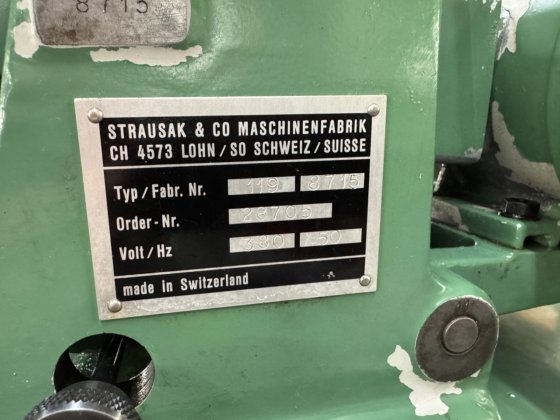 8715
STRAUSAK & CO MASCHINENFABRIK
CH 4573 LOHN/SO SCHWEIZ/SUISSE
Typ/Fabr. Nr. 119 8715
Order-Nr. 28705
Volt/Hz 380 50
made in Switzerland